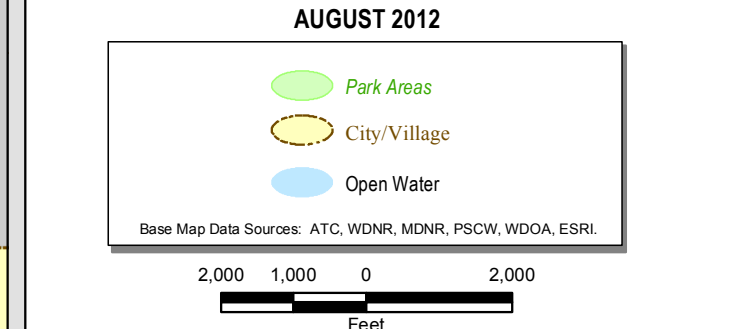 AUGUST 2012
Park Areas
City/Village
Open Water
Base Map Data Sources: ATC, WDNR, MDNR, PSCW, WDOA, ESRI.
2,000 1,000 0 2,000
Feet